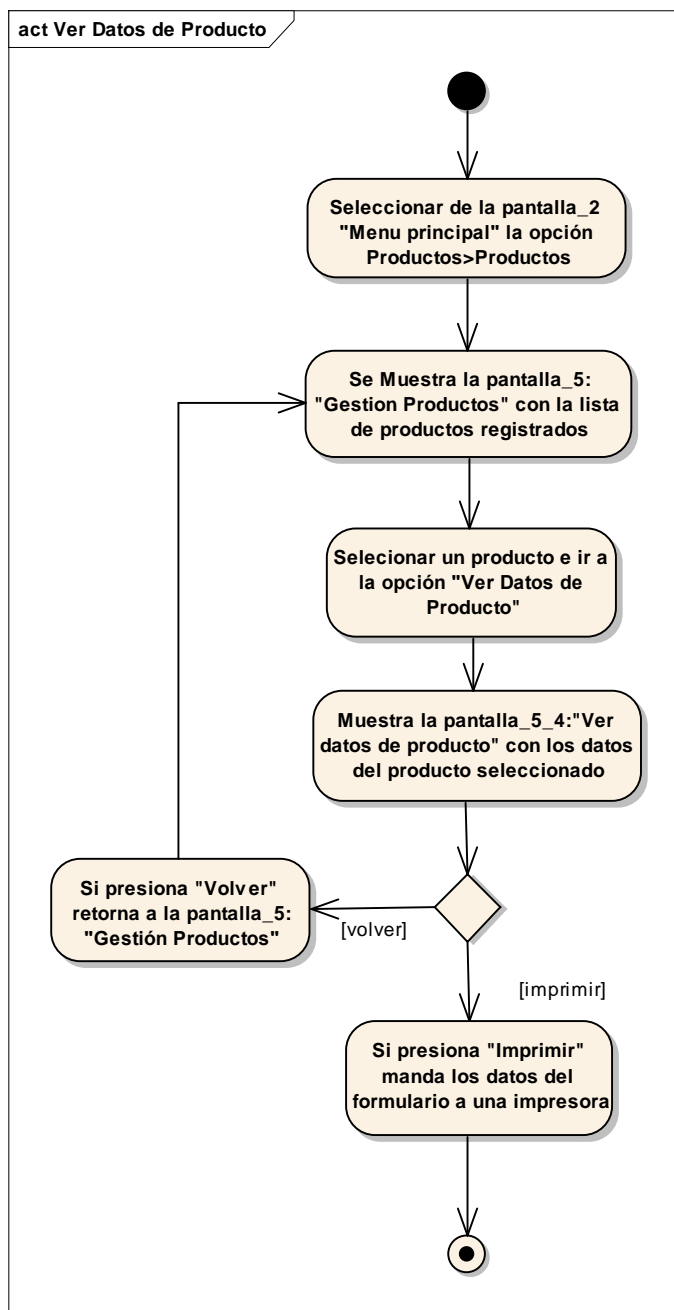 act Ver Datos de Producto
Seleccionar de la pantalla_2
"Menu principal" la opción
Productos>Productos
Se Muestra la pantalla_5:
"Gestion Productos" con la lista
de productos registrados
Selecionar un producto e ir a
la opción "Ver Datos de
Producto"
Muestra la pantalla_5_4:"Ver
datos de producto" con los datos
del producto seleccionado
Si presiona "Volver"
retorna a la pantalla_5:
"Gestión Productos"
[volver]
[imprimir]
Si presiona "Imprimir"
manda los datos del
formulario a una impresora